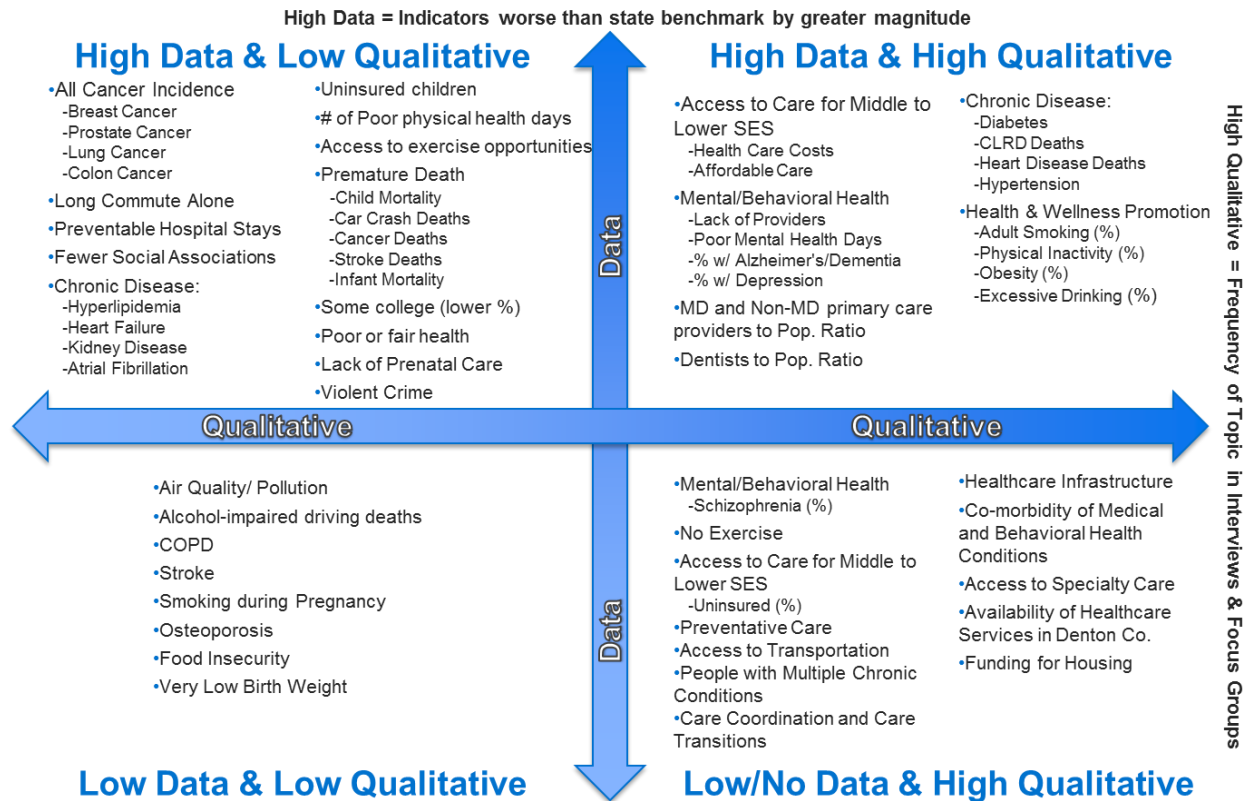 High Data = Indicators worse than state benchmark by greater magnitude
High Data & Low Qualitative
•All Cancer Incidence
-Breast Cancer
-Prostate Cancer
-Lung Cancer
-Colon Cancer
•Long Commute Alone
•Preventable Hospital Stays
•Fewer Social Associations
•Chronic Disease:
-Hyperlipidemia
-Heart Failure
-Kidney Disease
-Atrial Fibrillation
•Uninsured children
•# of Poor physical health days
•Access to exercise opportunities
•Premature Death
-Child Mortality
-Car Crash Deaths
-Cancer Deaths
-Stroke Deaths
-Infant Mortality
•Some college (lower %)
•Poor or fair health
•Lack of Prenatal Care
•Violent Crime
Data
High Data & High Qualitative
•Access to Care for Middle to
Lower SES
-Health Care Costs
-Affordable Care
•Mental/Behavioral Health
-Lack of Providers
-Poor Mental Health Days
-% w/ Alzheimer's/Dementia
-% w/ Depression
•MD and Non-MD primary care
providers to Pop. Ratio
•Dentists to Pop. Ratio
•Chronic Disease:
-Diabetes
-CLRD Deaths
-Heart Disease Deaths
-Hypertension
•Health & Wellness Promotion
-Adult Smoking (%)
-Physical Inactivity (%)
-Obesity (%)
-Excessive Drinking (%)
High Qualitative = Frequency of Topic in Interviews & Focus Groups
Qualitative
Qualitative
•Air Quality/ Pollution
•Alcohol-impaired driving deaths
•COPD
•Stroke
•Smoking during Pregnancy
•Osteoporosis
•Food Insecurity
•Very Low Birth Weight
Low Data & Low Qualitative
Data
•Mental/Behavioral Health
-Schizophrenia (%)
•No Exercise
•Access to Care for Middle to
Lower SES
-Uninsured (%)
•Preventative Care
•Access to Transportation
•People with Multiple Chronic
Conditions
•Care Coordination and Care
Transitions
•Healthcare Infrastructure
•Co-morbidity of Medical
and Behavioral Health
Conditions
•Access to Specialty Care
•Availability of Healthcare
Services in Denton Co.
•Funding for Housing
Low/No Data & High Qualitative